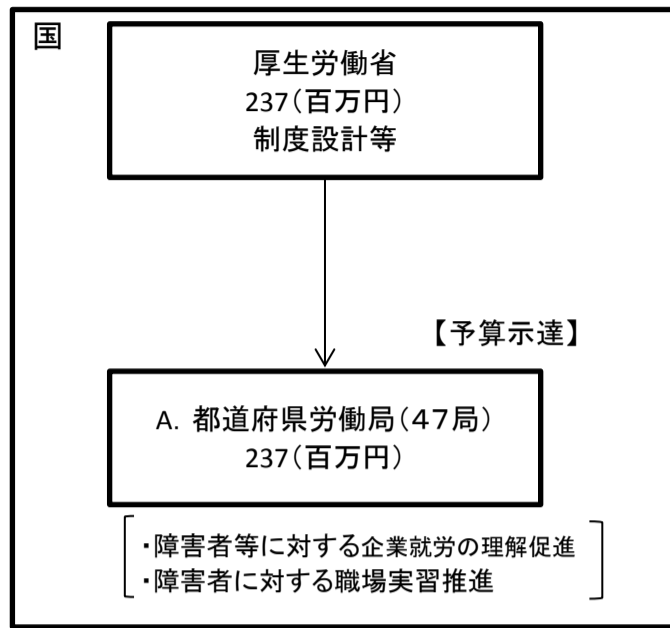 国
厚生労働省
237(百万円)
制度設計等
【予算示達】
A. 都道府県労働局(47局)
237(百万円)
・障害者等に対する企業就労の理解促進
・障害者に対する職場実習推進